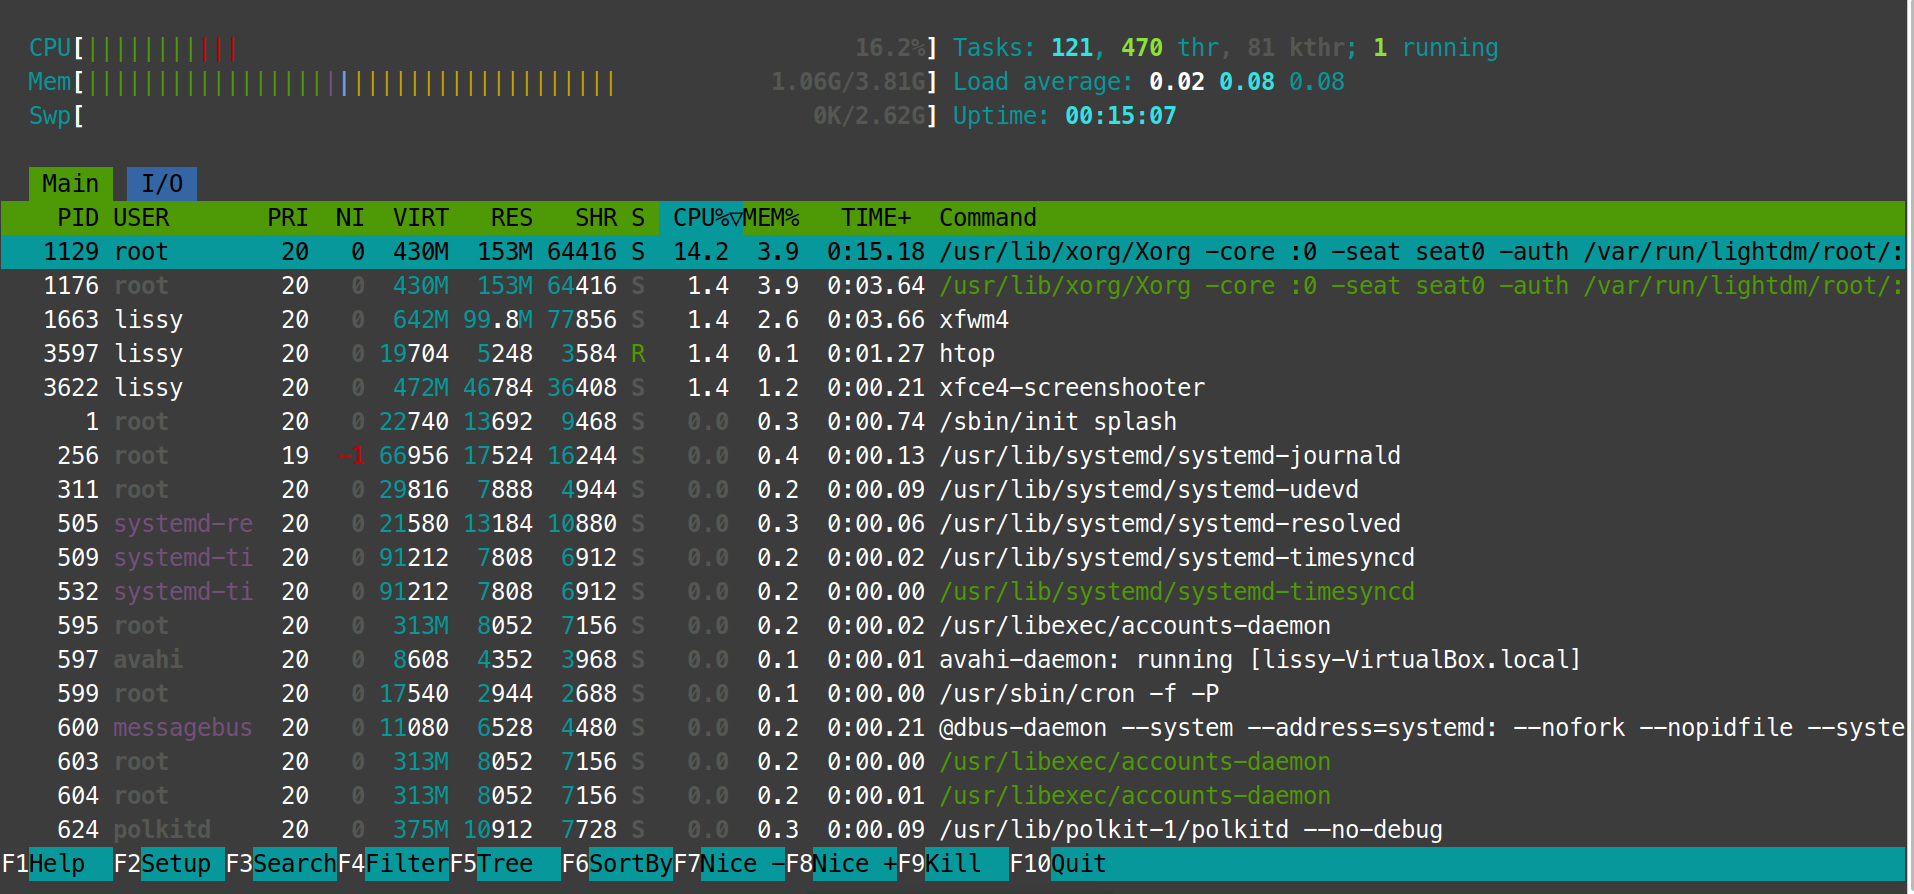 CPU[||||||||||| 16.2%] Tasks: 121, 470 thr, 81 kthr; 1 running
Mem[|||||||||||||||||||||||||||||||||||||| 1.06G/3.81G] Load average: 0.02 0.08 0.08
Swp[ 0K/2.62G] Uptime: 00:15:07
Main I/O
PID USER PRI NI VIRT RES SHR S CPU%▽MEM% TIME+ Command
1129 root 20 0 430M 153M 64416 S 14.2 3.9 0:15.18 /usr/lib/xorg/Xorg -core :0 -seat seat0 -auth /var/run/lightdm/root/:
1176 root 20 0 430M 153M 64416 S 1.4 3.9 0:03.64 /usr/lib/xorg/Xorg -core :0 -seat seat0 -auth /var/run/lightdm/root/:
1663 lissy 20 0 642M 99.8M 77856 S 1.4 2.6 0:03.66 xfwm4
3597 lissy 20 0 19704 5248 3584 R 1.4 0.1 0:01.27 htop
3622 lissy 20 0 472M 46784 36408 S 1.4 1.2 0:00.21 xfce4-screenshooter
1 root 20 0 22740 13692 9468 S 0.0 0.3 0:00.74 /sbin/init splash
256 root 19 -1 66956 17524 16244 S 0.0 0.4 0:00.13 /usr/lib/systemd/systemd-journald
311 root 20 0 29816 7888 4944 S 0.0 0.2 0:00.09 /usr/lib/systemd/systemd-udevd
505 systemd-re 20 0 21580 13184 10880 S 0.0 0.3 0:00.06 /usr/lib/systemd/systemd-resolved
509 systemd-ti 20 0 91212 7808 6912 S 0.0 0.2 0:00.02 /usr/lib/systemd/systemd-timesyncd
532 systemd-ti 20 0 91212 7808 6912 S 0.0 0.2 0:00.00 /usr/lib/systemd/systemd-timesyncd
595 root 20 0 313M 8052 7156 S 0.0 0.2 0:00.02 /usr/libexec/accounts-daemon
597 avahi 20 0 8608 4352 3968 S 0.0 0.1 0:00.01 avahi-daemon: running [lissy-VirtualBox.local]
599 root 20 0 17540 2944 2688 S 0.0 0.1 0:00.00 /usr/sbin/cron -f -P
600 messagebus 20 0 11080 6528 4480 S 0.0 0.2 0:00.21 @dbus-daemon --system --address=systemd: --nofork --nopidfile --syste
603 root 20 0 313M 8052 7156 S 0.0 0.2 0:00.00 /usr/libexec/accounts-daemon
604 root 20 0 313M 8052 7156 S 0.0 0.2 0:00.01 /usr/libexec/accounts-daemon
624 polkitd 20 0 375M 10912 7728 S 0.0 0.3 0:00.09 /usr/lib/polkit-1/polkitd --no-debug
F1Help F2Setup F3SearchF4FilterF5Tree F6SortByF7Nice -F8Nice +F9Kill F10Quit